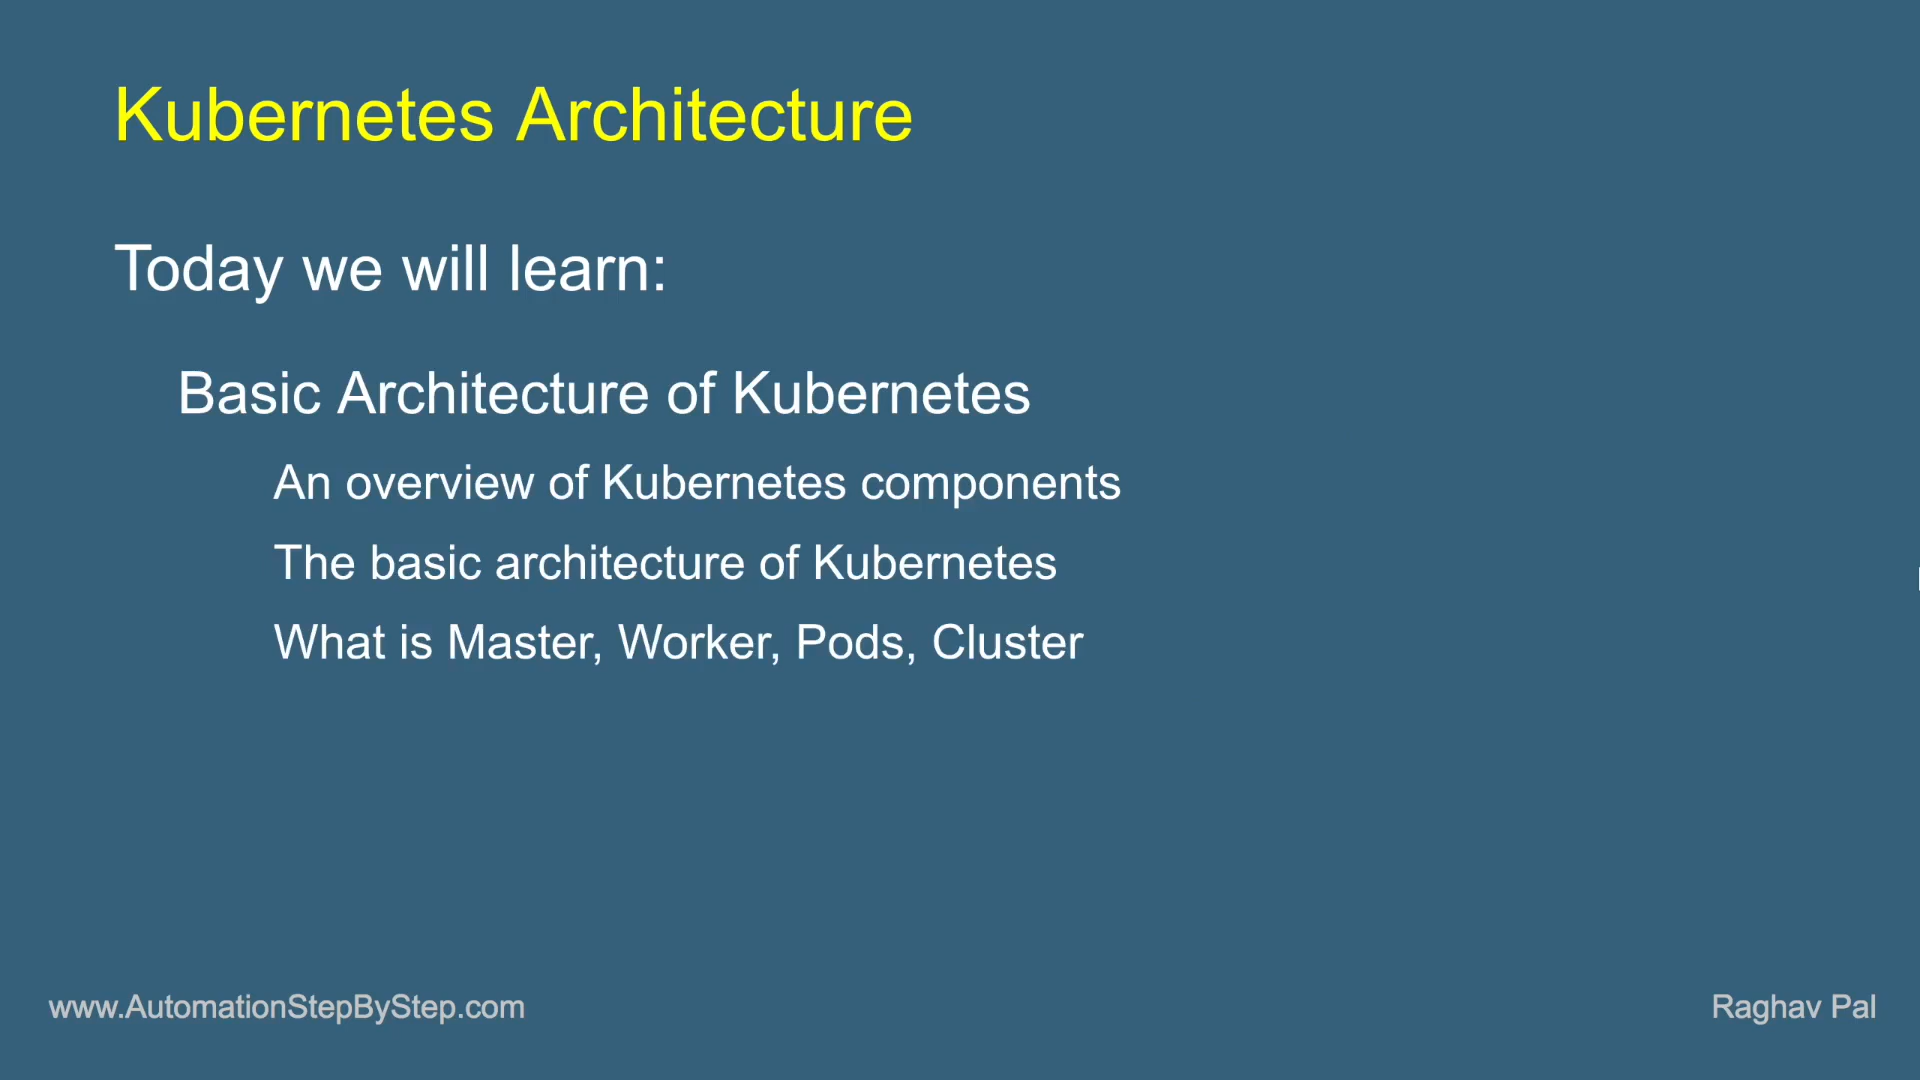 Kubernetes Architecture
Today we will learn:
Basic Architecture of Kubernetes
An overview of Kubernetes components
The basic architecture of Kubernetes
What is Master, Worker, Pods, Cluster
www.AutomationStepByStep.com
Raghav Pal